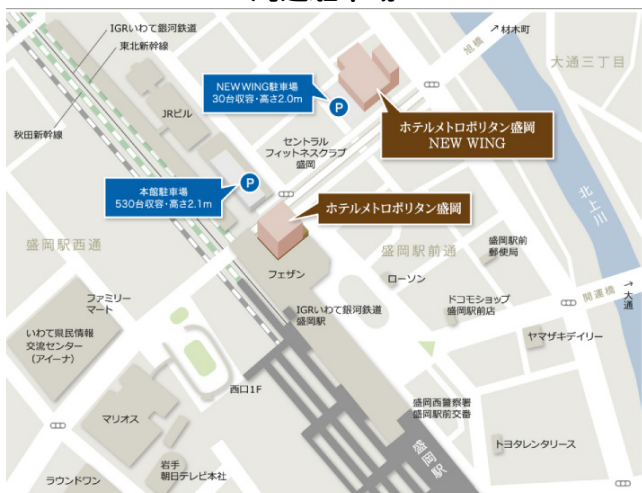 IGRいわて銀河鉄道
東北新幹線
秋田新幹線
JRビル
NEW WING駐車場
30台収容・高さ2.0m
P
↗材木町
旭橋
大通三丁目
ホテルメトロポリタン盛岡
NEW WING
セントラル
フィットネスクラブ
盛岡
本館駐車場
530台収容・高さ2.1m
P
ホテルメトロポリタン盛岡
北上川
盛岡駅西通
盛岡駅前通
盛岡駅前
郵便局
フェザン
ローソン
開運橋
→大通
ファミリー
マート
IGRいわて銀河鉄道
盛岡駅
ドコモショップ
盛岡駅前店
いわて県民情報
交流センター
(アイーナ)
ヤマザキデイリー
西口1F
マリオス
盛岡西警察署
盛岡駅前交番
盛岡駅
トヨタレンタリース
岩手
朝日テレビ本社
ラウンドワン